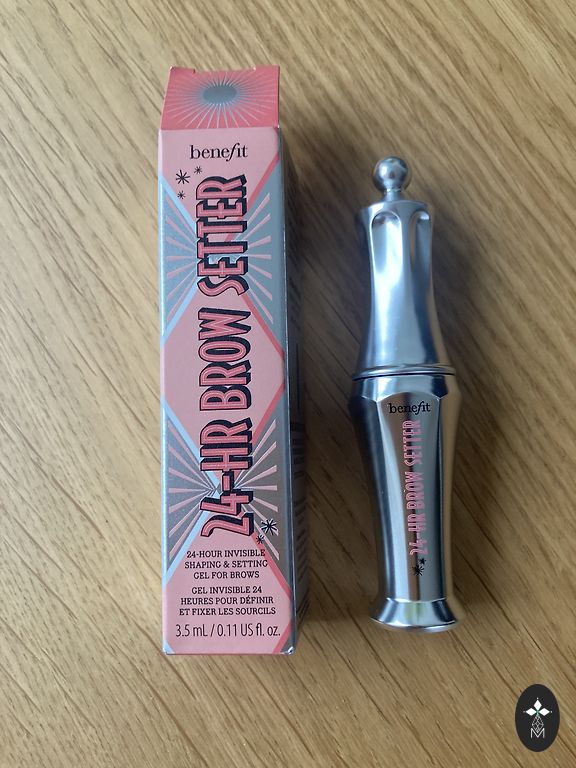 benefit
24-HR BROW SETTER
24-HOUR INVISIBLE
SHAPING & SETTING
GEL FOR BROWS
GEL INVISIBLE 24
HEURES POUR DÉFINIR
ET FIXER LES SOURCILS
3.5 mL / 0.11 US fl. oz.
benefit
24-HR BROW SETTER
M